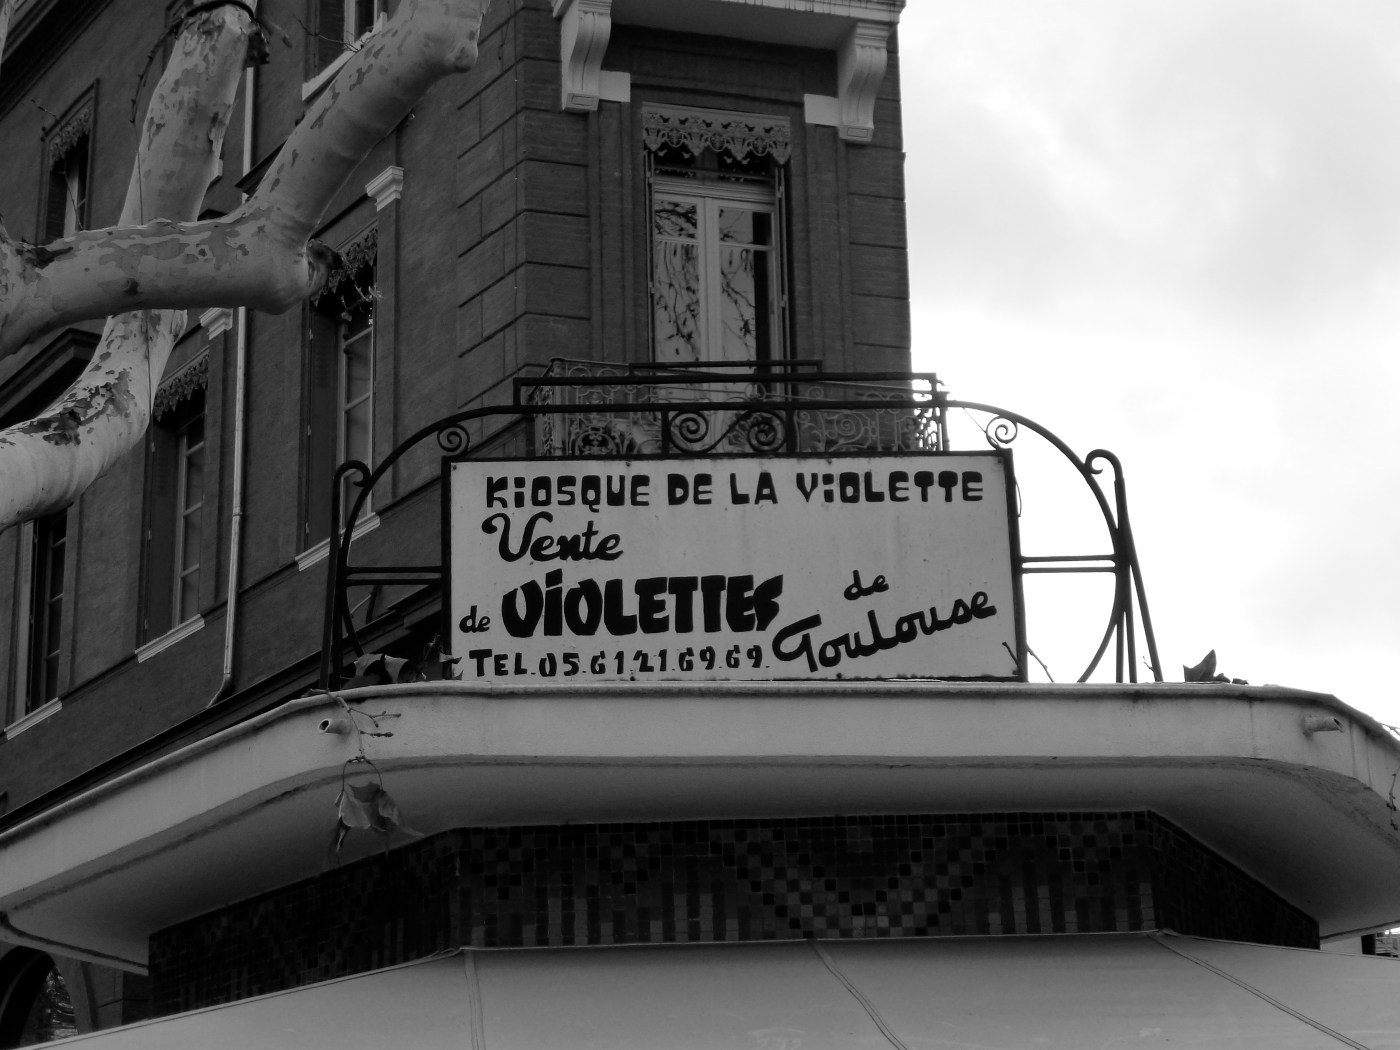 KiOSQUE DE LA ViOLETTE
Vente
de ViOLETTES de Toulouse
TEL. 05.61.21.69.69.